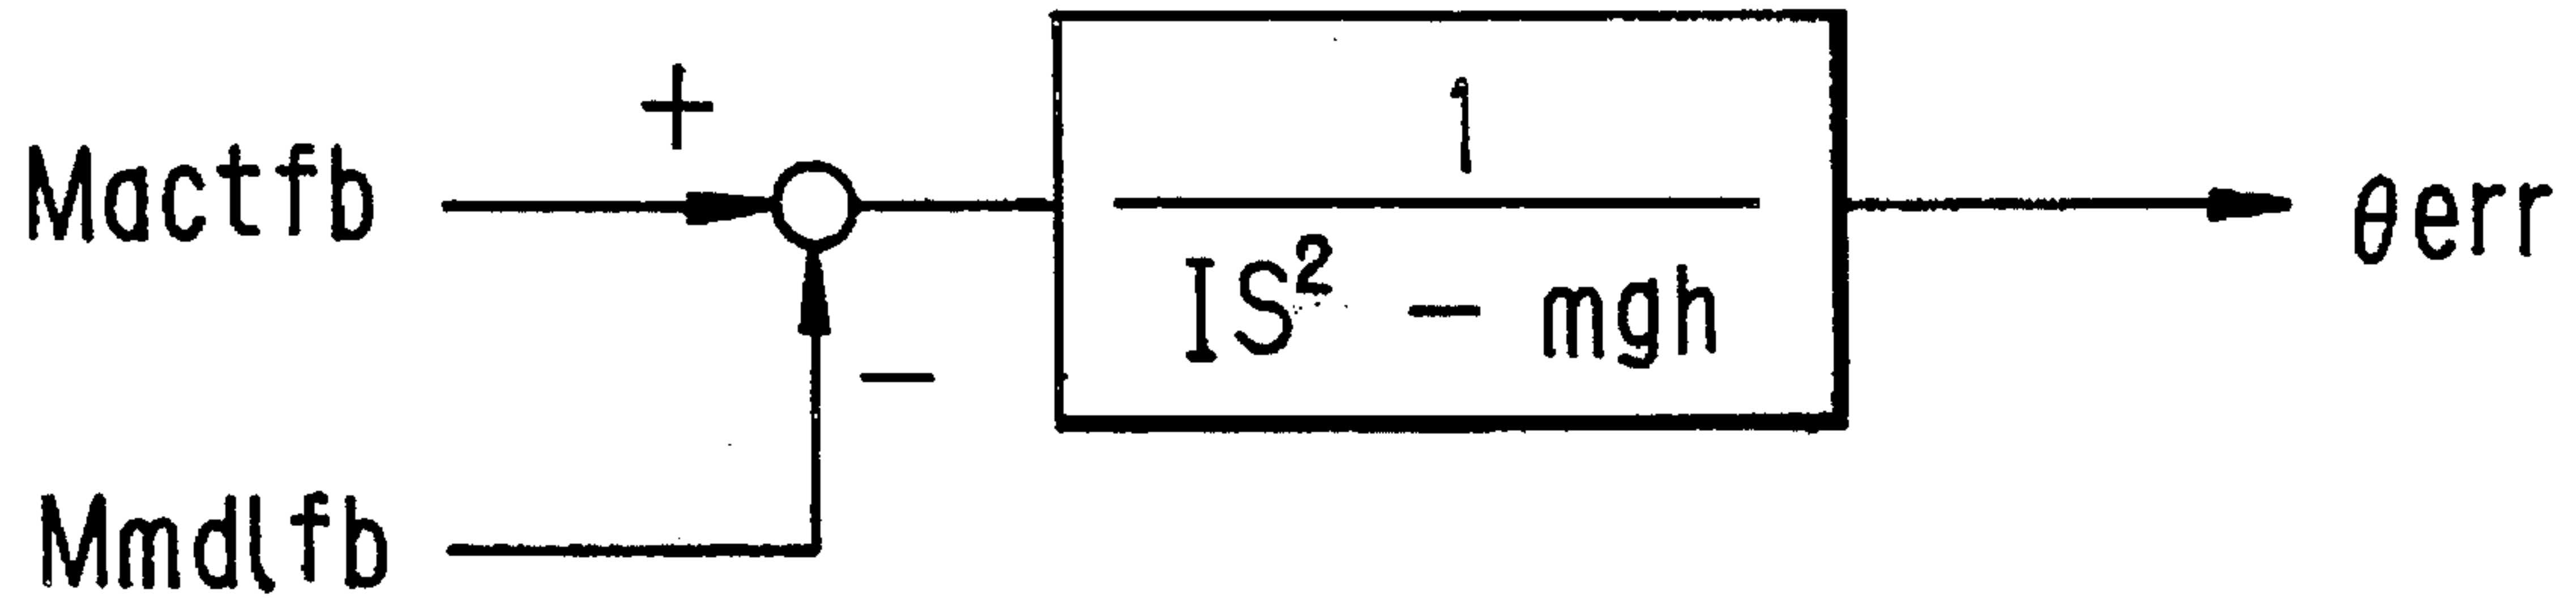 +
Mactfb
1
IS² - mgh
θerr
-
Mmdlfb